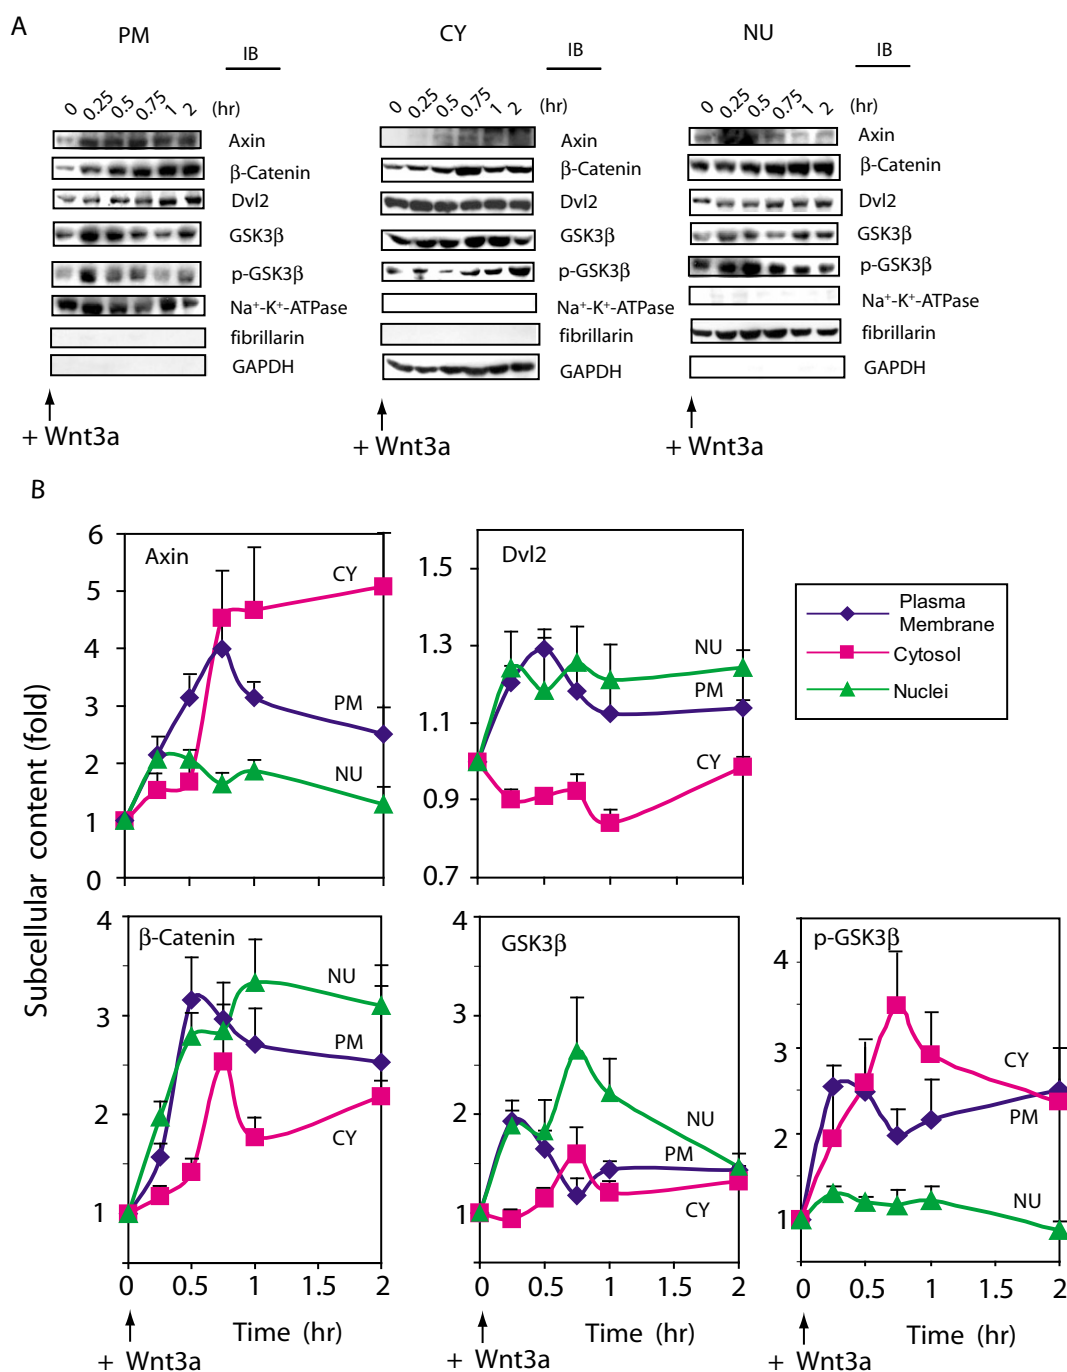 A
PM CY NU
IB IB IB
0 0.25 0.5 0.75 1 2 (hr) 0 0.25 0.5 0.75 1 2 (hr) 0 0.25 0.5 0.75 1 2 (hr)
Axin Axin Axin
β-Catenin β-Catenin β-Catenin
Dvl2 Dvl2 Dvl2
GSK3β GSK3β GSK3β
p-GSK3β p-GSK3β p-GSK3β
Na⁺-K⁺-ATPase Na⁺-K⁺-ATPase Na⁺-K⁺-ATPase
fibrillarin fibrillarin fibrillarin
GAPDH GAPDH GAPDH
+ Wnt3a + Wnt3a + Wnt3a
B
Subcellular content (fold)
6
5
4
3
2
1
0
Axin
CY
PM
NU
1.5
1.3
1.1
0.9
0.7
Dvl2
NU
PM
CY
Plasma
Membrane
Cytosol
Nuclei
4
3
2
1
β-Catenin
NU
PM
CY
0 0.5 1 1.5 2
Time (hr)
+ Wnt3a
4
3
2
1
GSK3β
NU
PM
CY
0 0.5 1 1.5 2
Time (hr)
+ Wnt3a
4
3
2
1
p-GSK3β
CY
PM
NU
0 0.5 1 1.5 2
Time (hr)
+ Wnt3a